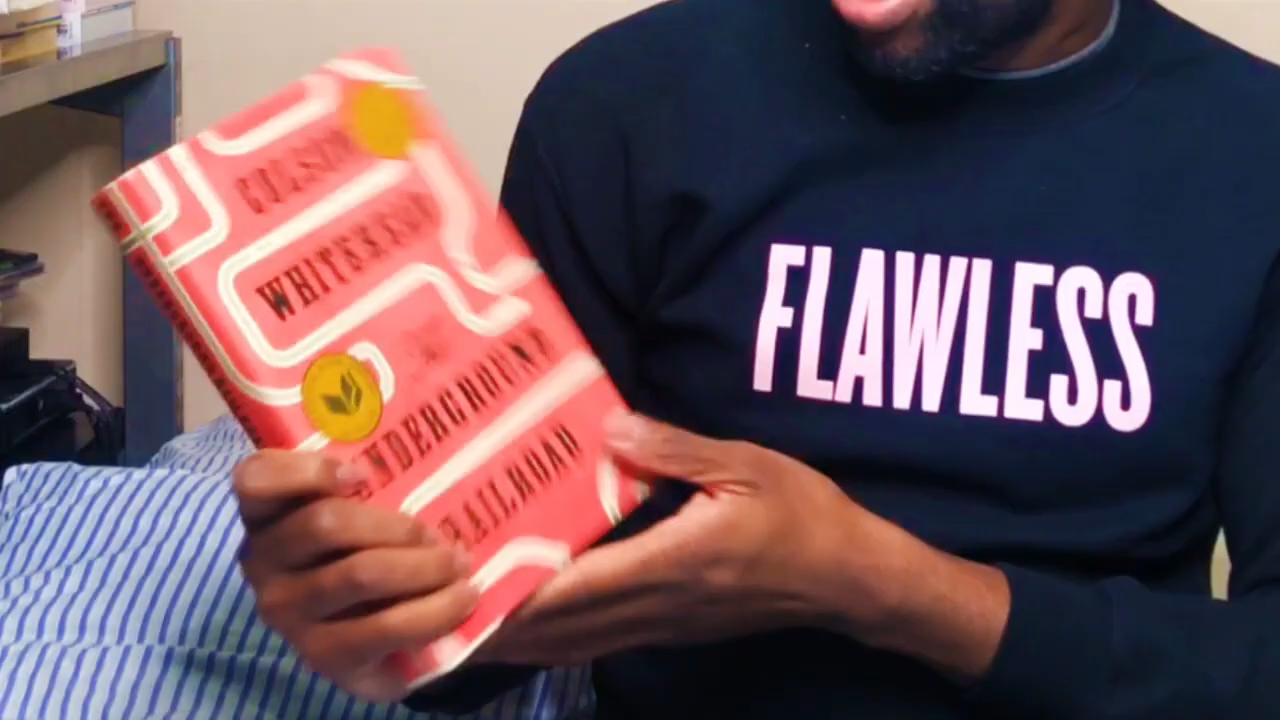 COLSON
WHITEHEAD
UNDERGROUND
RAILROAD
FLAWLESS